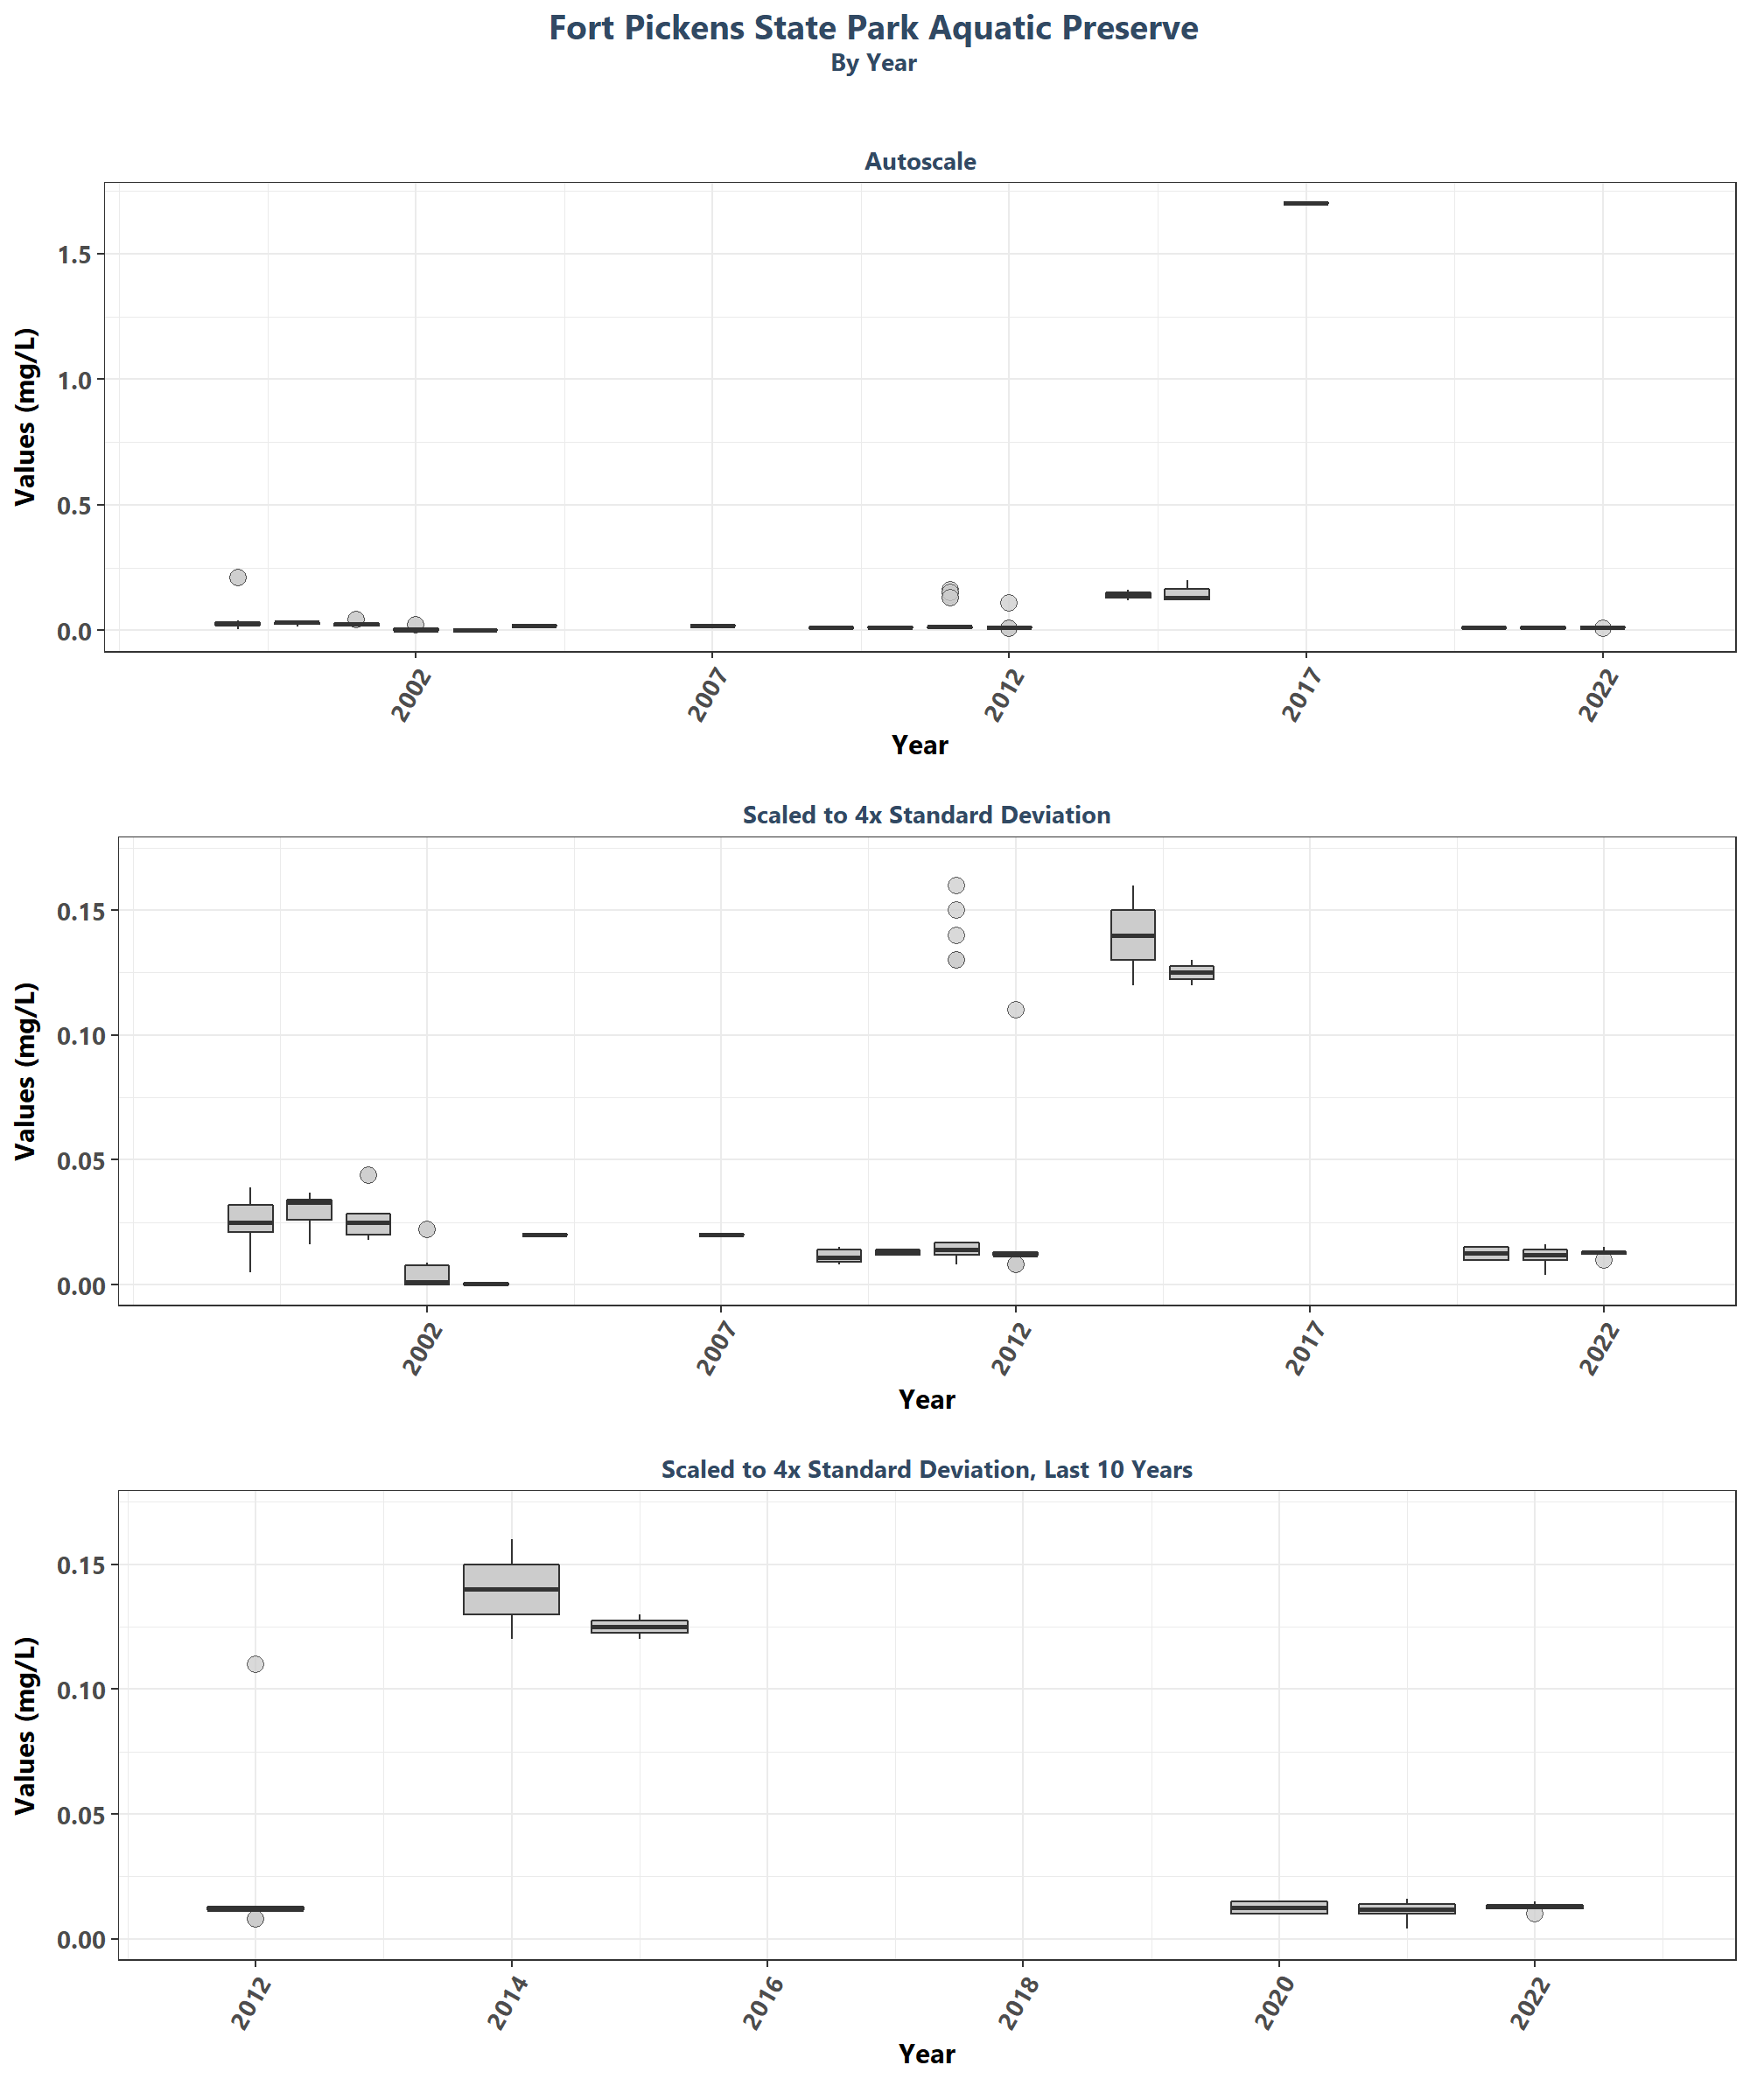 Fort Pickens State Park Aquatic Preserve
By Year
Autoscale
Values (mg/L)
1.5
1.0
0.5
0.0
2002
2007
2012
2017
2022
Year
Scaled to 4x Standard Deviation
Values (mg/L)
0.15
0.10
0.05
0.00
2002
2007
2012
2017
2022
Year
Scaled to 4x Standard Deviation, Last 10 Years
Values (mg/L)
0.15
0.10
0.05
0.00
2012
2014
2016
2018
2020
2022
Year